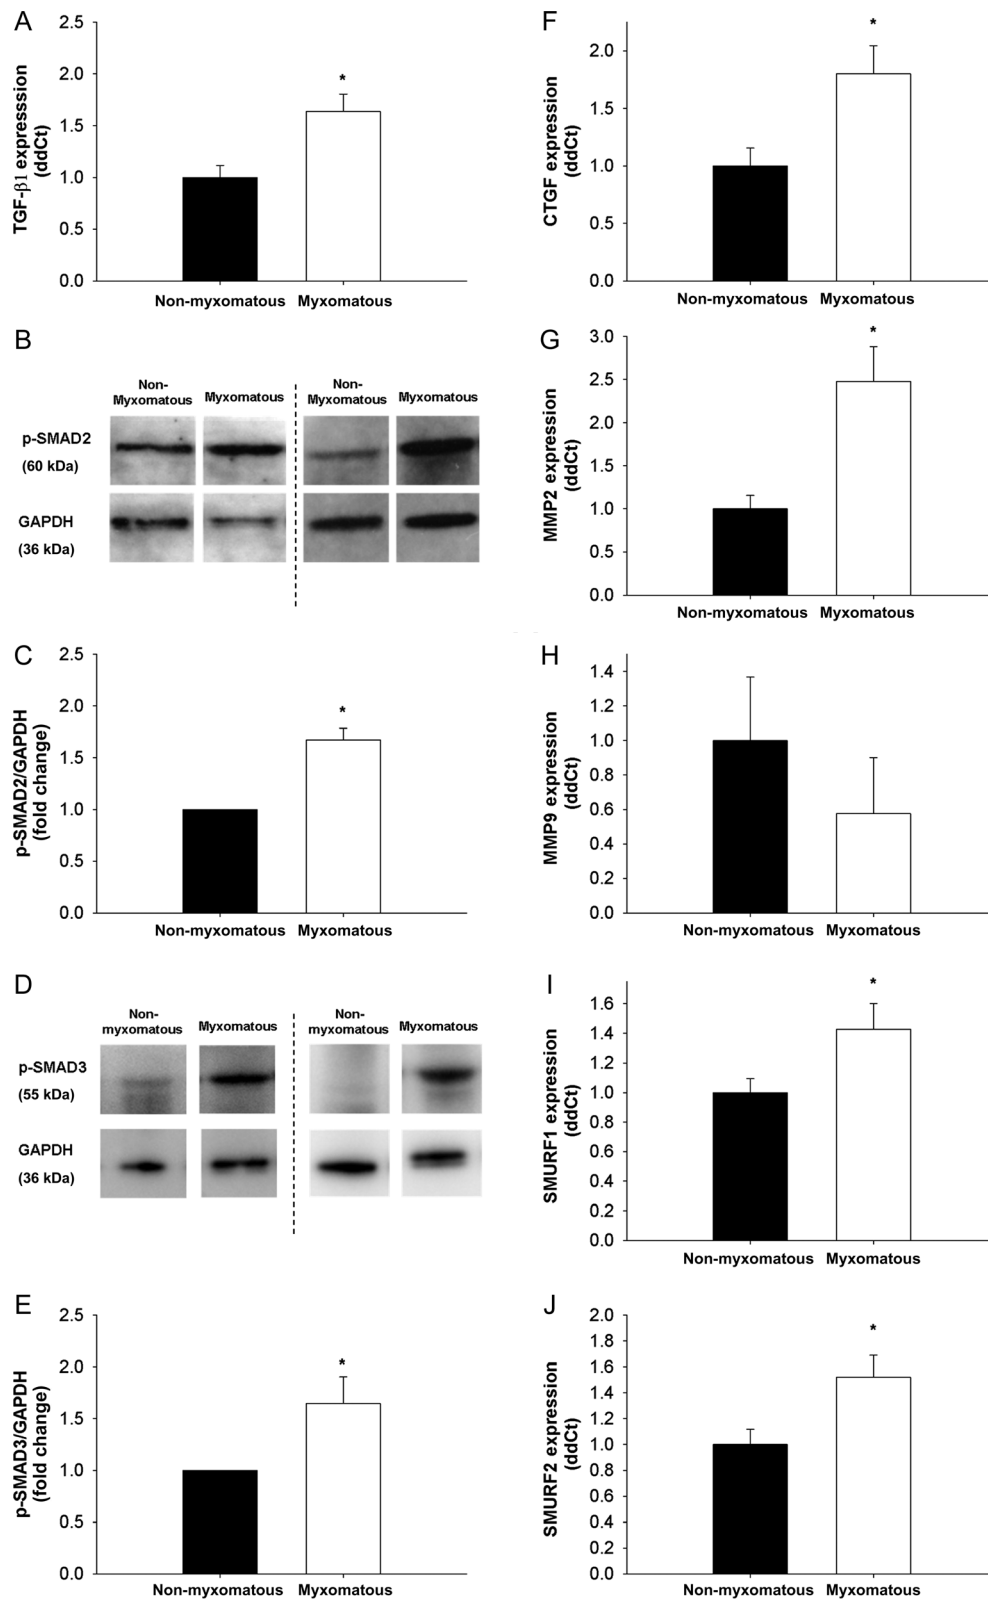 A
TGF-β1 expresssion
(ddCt)
2.5
2.0
1.5
1.0
0.5
0.0
*
Non-myxomatous Myxomatous
B
Non-
Myxomatous
Myxomatous
Non-
Myxomatous
Myxomatous
p-SMAD2
(60 kDa)
GAPDH
(36 kDa)
C
p-SMAD2/GAPDH
(fold change)
2.5
2.0
1.5
1.0
0.5
0.0
*
Non-myxomatous Myxomatous
D
Non-
myxomatous
Myxomatous
Non-
myxomatous
Myxomatous
p-SMAD3
(55 kDa)
GAPDH
(36 kDa)
E
p-SMAD3/GAPDH
(fold change)
2.5
2.0
1.5
1.0
0.5
0.0
*
Non-myxomatous Myxomatous
F
CTGF expression
(ddCt)
2.0
1.5
1.0
0.5
0.0
*
Non-myxomatous Myxomatous
G
MMP2 expression
(ddCt)
3.0
2.5
2.0
1.5
1.0
0.5
0.0
*
Non-myxomatous Myxomatous
H
MMP9 expression
(ddCt)
1.4
1.2
1.0
0.8
0.6
0.4
0.2
0.0
Non-myxomatous Myxomatous
I
SMURF1 expression
(ddCt)
1.6
1.4
1.2
1.0
0.8
0.6
0.4
0.2
0.0
*
Non-myxomatous Myxomatous
J
SMURF2 expression
(ddCt)
2.0
1.8
1.6
1.4
1.2
1.0
0.8
0.6
0.4
0.2
0.0
*
Non-myxomatous Myxomatous